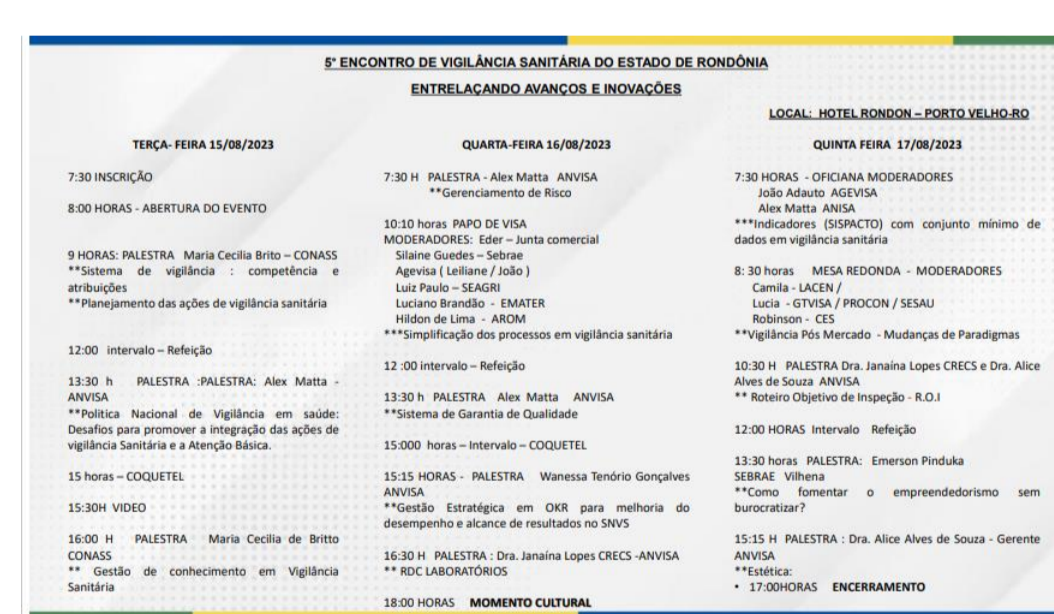 5° ENCONTRO DE VIGILÂNCIA SANITÁRIA DO ESTADO DE RONDÔNIA
ENTRELAÇANDO AVANÇOS E INOVAÇÕES
LOCAL: HOTEL RONDON – PORTO VELHO-RO
TERÇA- FEIRA 15/08/2023
7:30 INSCRIÇÃO
8:00 HORAS - ABERTURA DO EVENTO
9 HORAS: PALESTRA Maria Cecilia Brito – CONASS
**Sistema de vigilância : competência e
atribuições
**Planejamento das ações de vigilância sanitária
12:00 intervalo – Refeição
13:30 h PALESTRA :PALESTRA: Alex Matta -
ANVISA
**Politica Nacional de Vigilância em saúde:
Desafios para promover a integração das ações de
vigilância Sanitária e a Atenção Básica.
15 horas – COQUETEL
15:30H VIDEO
16:00 H PALESTRA Maria Cecilia de Britto
CONASS
** Gestão de conhecimento em Vigilância
Sanitária
QUARTA-FEIRA 16/08/2023
7:30 H PALESTRA - Alex Matta ANVISA
**Gerenciamento de Risco
10:10 horas PAPO DE VISA
MODERADORES: Eder – Junta comercial
Silaine Guedes – Sebrae
Agevisa ( Leiliane / João )
Luiz Paulo – SEAGRI
Luciano Brandão - EMATER
Hildon de Lima - AROM
***Simplificação dos processos em vigilância sanitária
12 :00 intervalo – Refeição
13:30 h PALESTRA Alex Matta ANVISA
**Sistema de Garantia de Qualidade
15:000 horas – Intervalo – COQUETEL
15:15 HORAS - PALESTRA Wanessa Tenório Gonçalves
ANVISA
**Gestão Estratégica em OKR para melhoria do
desempenho e alcance de resultados no SNVS
16:30 H PALESTRA : Dra. Janaína Lopes CRECS -ANVISA
** RDC LABORATÓRIOS
18:00 HORAS MOMENTO CULTURAL
QUINTA FEIRA 17/08/2023
7:30 HORAS - OFICIANA MODERADORES
João Adauto AGEVISA
Alex Matta ANISA
***Indicadores (SISPACTO) com conjunto mínimo de
dados em vigilância sanitária
8: 30 horas MESA REDONDA - MODERADORES
Camila - LACEN /
Lucia - GTVISA / PROCON / SESAU
Robinson - CES
**Vigilância Pós Mercado - Mudanças de Paradigmas
10:30 H PALESTRA Dra. Janaína Lopes CRECS e Dra. Alice
Alves de Souza ANVISA
** Roteiro Objetivo de Inspeção - R.O.I
12:00 HORAS Intervalo Refeição
13:30 horas PALESTRA: Emerson Pinduka
SEBRAE Vilhena
**Como fomentar o empreendedorismo sem
burocratizar?
15:15 H PALESTRA : Dra. Alice Alves de Souza - Gerente
ANVISA
**Estética:
• 17:00HORAS ENCERRAMENTO